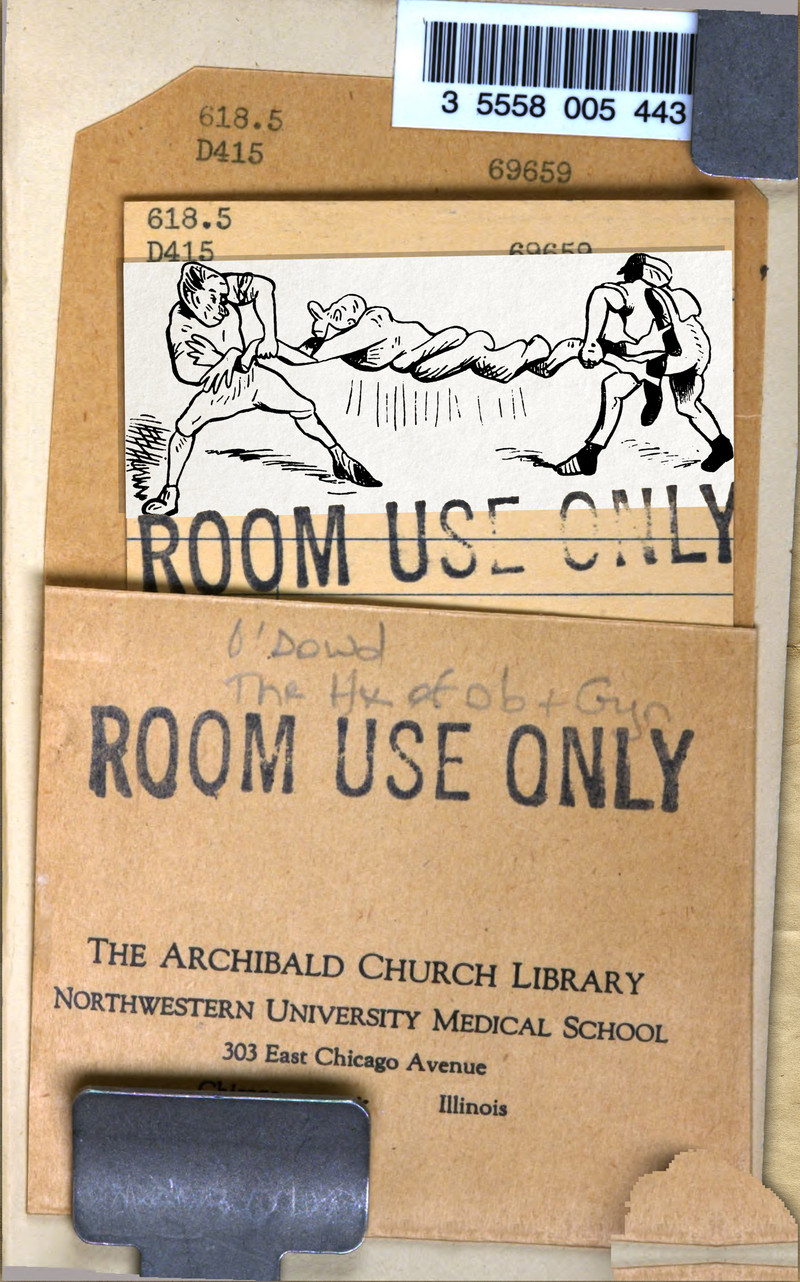 3 5558 005 443
618.5
D415
69659
618.5
D415
69659
ROOM USE ONLY
O'Dowd
The Hx of Ob + Gyn
ROOM USE ONLY
THE ARCHIBALD CHURCH LIBRARY
NORTHWESTERN UNIVERSITY MEDICAL SCHOOL
303 East Chicago Avenue
Illinois